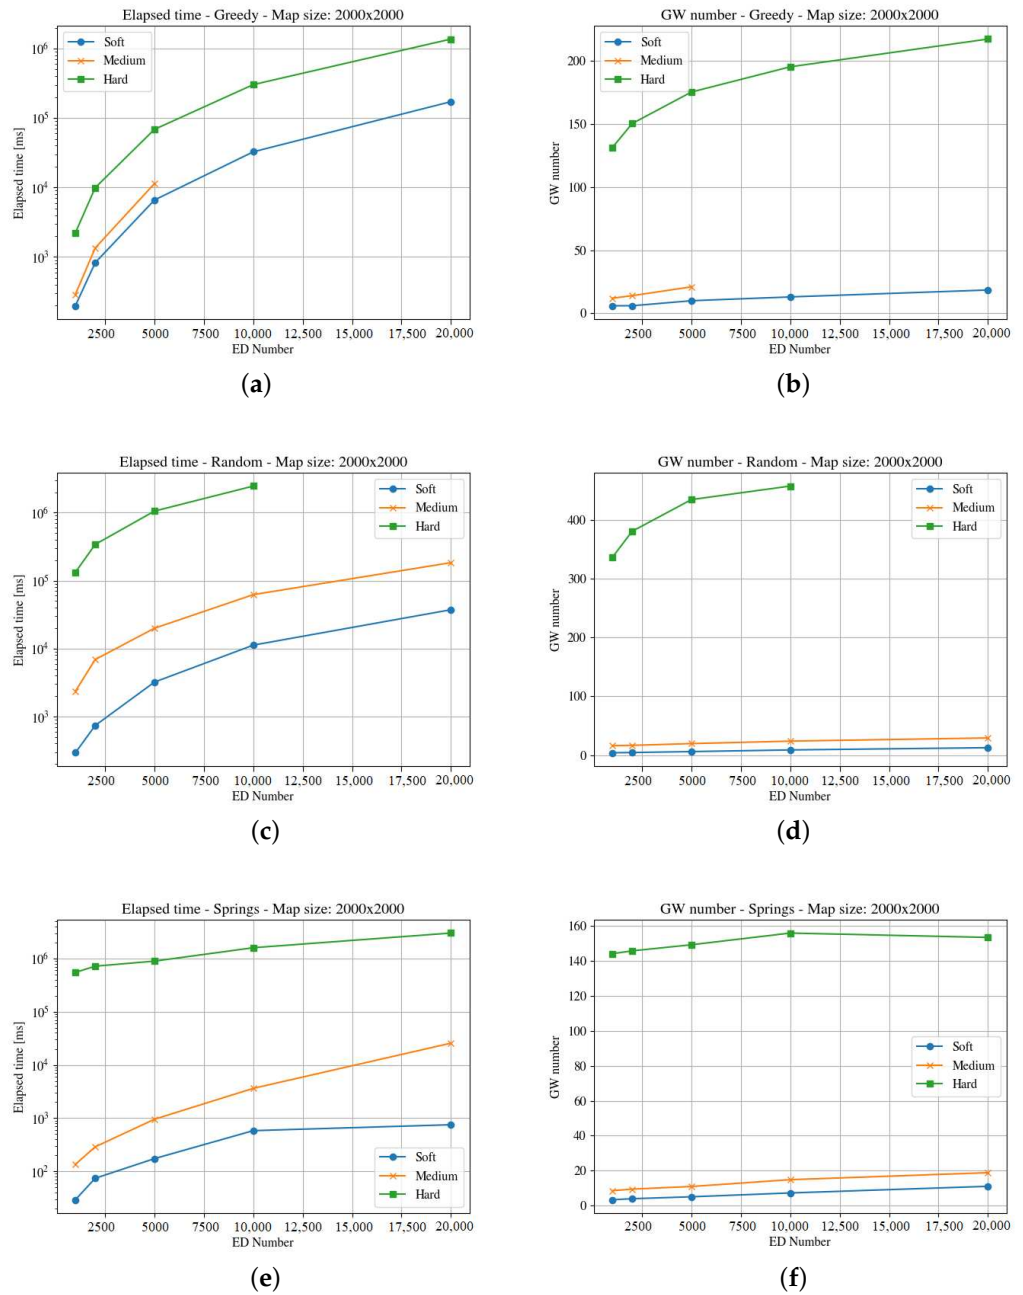 Elapsed time - Greedy - Map size: 2000x2000
Soft
Medium
Hard
10^6
10^5
10^4
10^3
Elapsed time [ms]
2500 5000 7500 10,000 12,500 15,000 17,500 20,000
ED Number
(a)
GW number - Greedy - Map size: 2000x2000
Soft
Medium
Hard
200
150
100
50
0
GW number
2500 5000 7500 10,000 12,500 15,000 17,500 20,000
ED Number
(b)
Elapsed time - Random - Map size: 2000x2000
Soft
Medium
Hard
10^6
10^5
10^4
10^3
Elapsed time [ms]
2500 5000 7500 10,000 12,500 15,000 17,500 20,000
ED Number
(c)
GW number - Random - Map size: 2000x2000
Soft
Medium
Hard
400
300
200
100
0
GW number
2500 5000 7500 10,000 12,500 15,000 17,500 20,000
ED Number
(d)
Elapsed time - Springs - Map size: 2000x2000
10^6
10^5
10^4
10^3
10^2
Elapsed time [ms]
Soft
Medium
Hard
2500 5000 7500 10,000 12,500 15,000 17,500 20,000
ED Number
(e)
GW number - Springs - Map size: 2000x2000
160
140
120
100
80
60
40
20
0
GW number
Soft
Medium
Hard
2500 5000 7500 10,000 12,500 15,000 17,500 20,000
ED Number
(f)